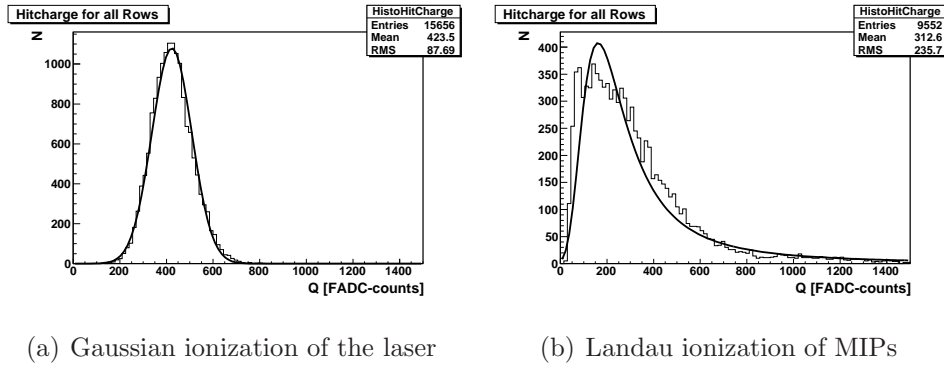 Hitcharge for all Rows
HistoHitCharge
Entries 15656
Mean 423.5
RMS 87.69
N
1000
800
600
400
200
0
0 200 400 600 800 1000 1200 1400
Q [FADC-counts]
(a) Gaussian ionization of the laser
Hitcharge for all Rows
HistoHitCharge
Entries 9552
Mean 312.6
RMS 235.7
N
400
350
300
250
200
150
100
50
0
0 200 400 600 800 1000 1200 1400
Q [FADC-counts]
(b) Landau ionization of MIPs